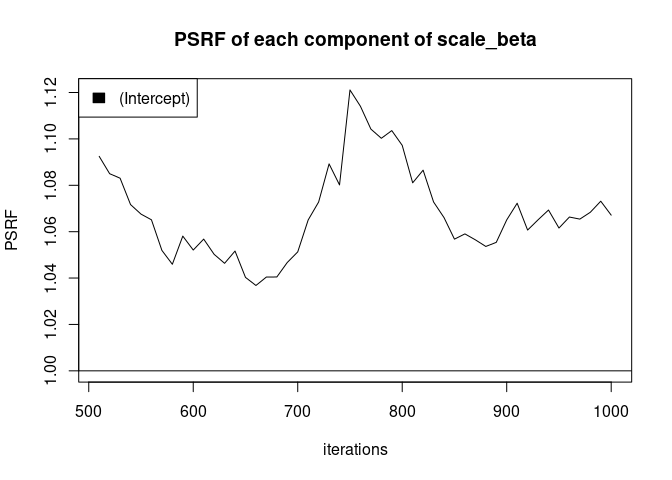 PSRF of each component of scale_beta
(Intercept)
PSRF
1.12
1.10
1.08
1.06
1.04
1.02
1.00
500 600 700 800 900 1000
iterations